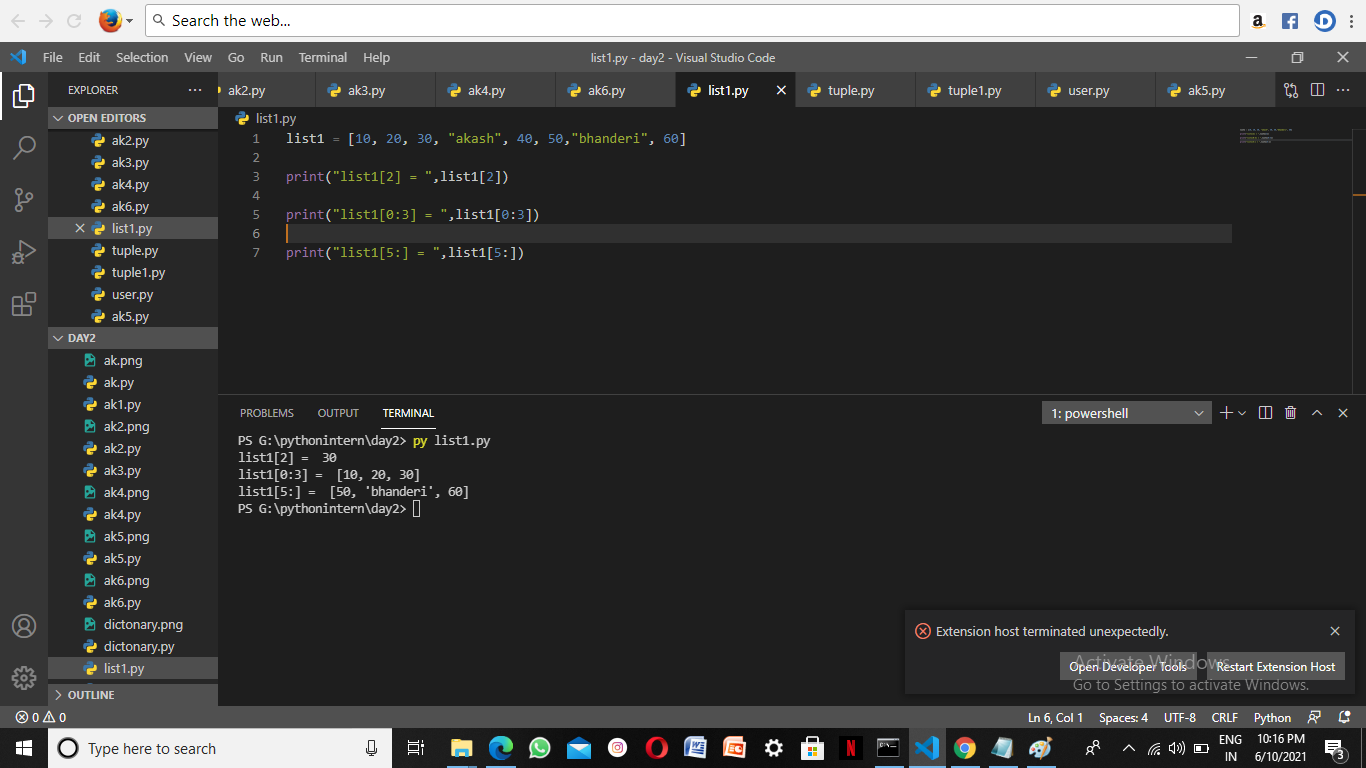 Search the web...
File Edit Selection View Go Run Terminal Help
list1.py - day2 - Visual Studio Code
EXPLORER
OPEN EDITORS
ak2.py
ak3.py
ak4.py
ak6.py
list1.py
tuple.py
tuple1.py
user.py
ak5.py
DAY2
ak.png
ak.py
ak1.py
ak2.png
ak2.py
ak3.py
ak4.png
ak4.py
ak5.png
ak5.py
ak6.png
ak6.py
dictonary.png
dictonary.py
list1.py
OUTLINE
ak2.py ak3.py ak4.py ak6.py list1.py tuple.py tuple1.py user.py ak5.py
list1.py
1 list1 = [10, 20, 30, "akash", 40, 50,"bhanderi", 60]
2
3 print("list1[2] = ",list1[2])
4
5 print("list1[0:3] = ",list1[0:3])
6
7 print("list1[5:] = ",list1[5:])
PROBLEMS OUTPUT TERMINAL
1: powershell
PS G:\pythonintern\day2> py list1.py
list1[2] =  30
list1[0:3] =  [10, 20, 30]
list1[5:] =  [50, 'bhanderi', 60]
PS G:\pythonintern\day2>
Extension host terminated unexpectedly.
Open Developer Tools Restart Extension Host
Activate Windows
Go to Settings to activate Windows.
0 0 Ln 6, Col 1 Spaces: 4 UTF-8 CRLF Python
Type here to search
ENG
IN
10:16 PM
6/10/2021
3